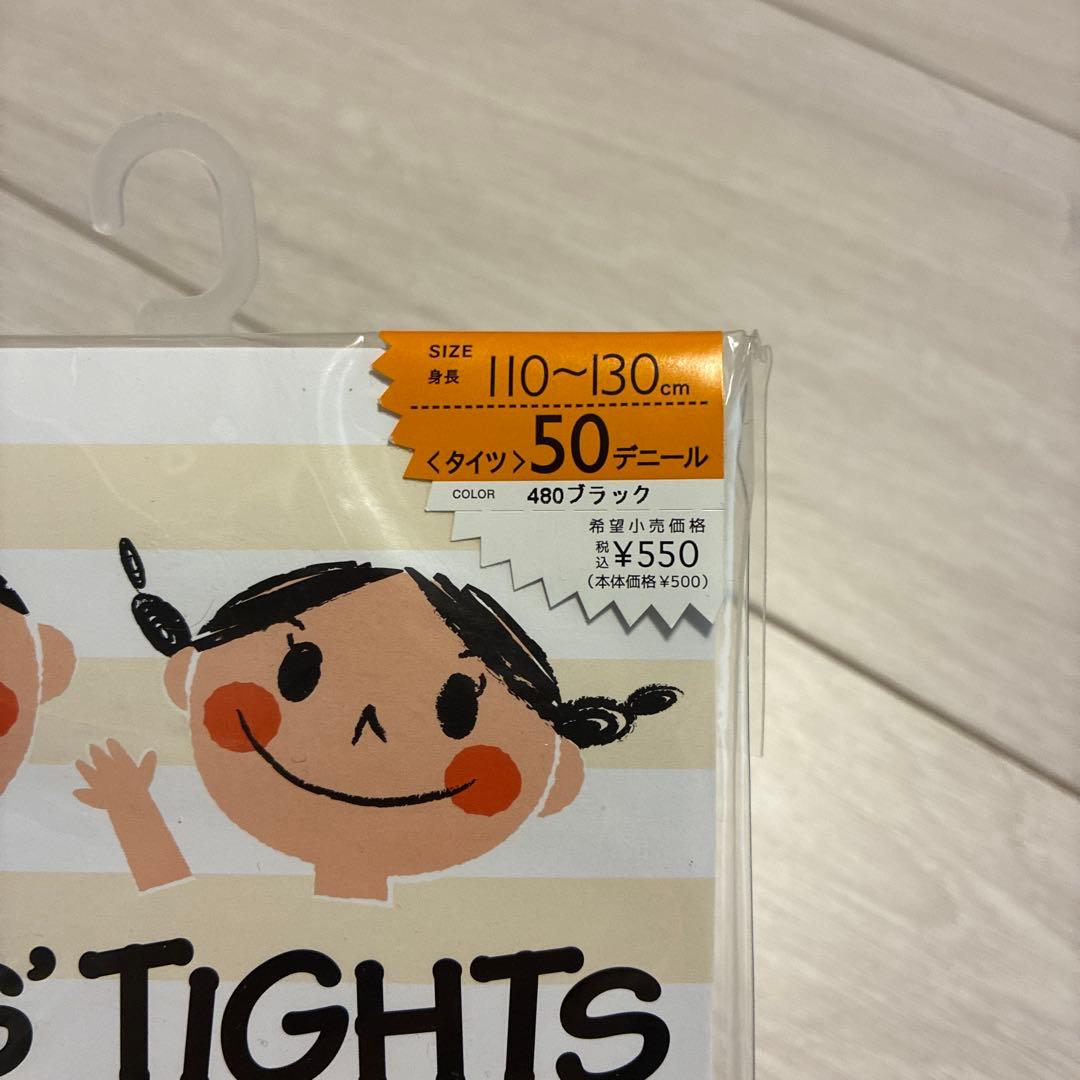 SIZE
身長 110〜130cm
〈タイツ〉50デニール
COLOR 480ブラック
希望小売価格
税込 ¥550
(本体価格¥500)
S' TIGHTS